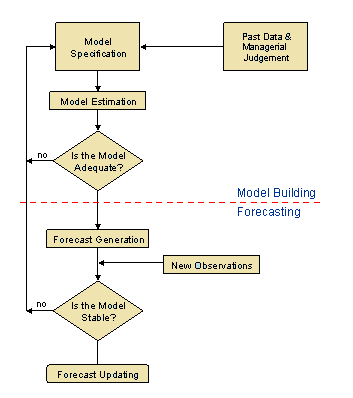 Model
Specification
Past Data &
Managerial
Judgement
Model Estimation
Is the Model
Adequate?
no
Model Building
Forecasting
Forecast Generation
New Observations
Is the Model
Stable?
no
Forecast Updating